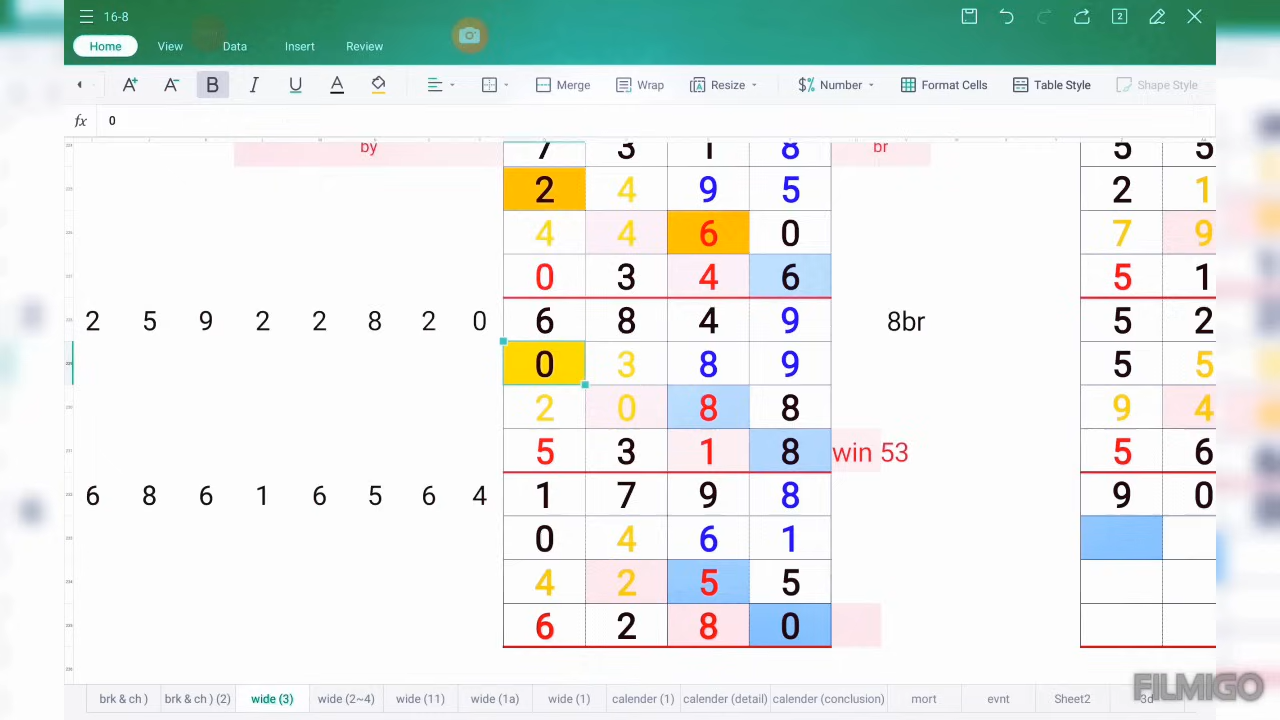 16-8
2
Home View Data Insert Review
A+ A- B I U A Merge Wrap Resize $% Number Format Cells Table Style Shape Style
fx 0
by 7 3 1 8 br 5 5
2 4 9 5 2 1
4 4 6 0 7 9
0 3 4 6 5 1
2 5 9 2 2 8 2 0 6 8 4 9 8br 5 2
0 3 8 9 5 5
2 0 8 8 9 4
5 3 1 8 win 53 5 6
6 8 6 1 6 5 6 4 1 7 9 8 9 0
0 4 6 1
4 2 5 5
6 2 8 0
brk & ch ) brk & ch ) (2) wide (3) wide (2~4) wide (11) wide (1a) wide (1) calender (1) calender (detail) calender (conclusion) mort evnt Sheet2 3d
FILMIGO